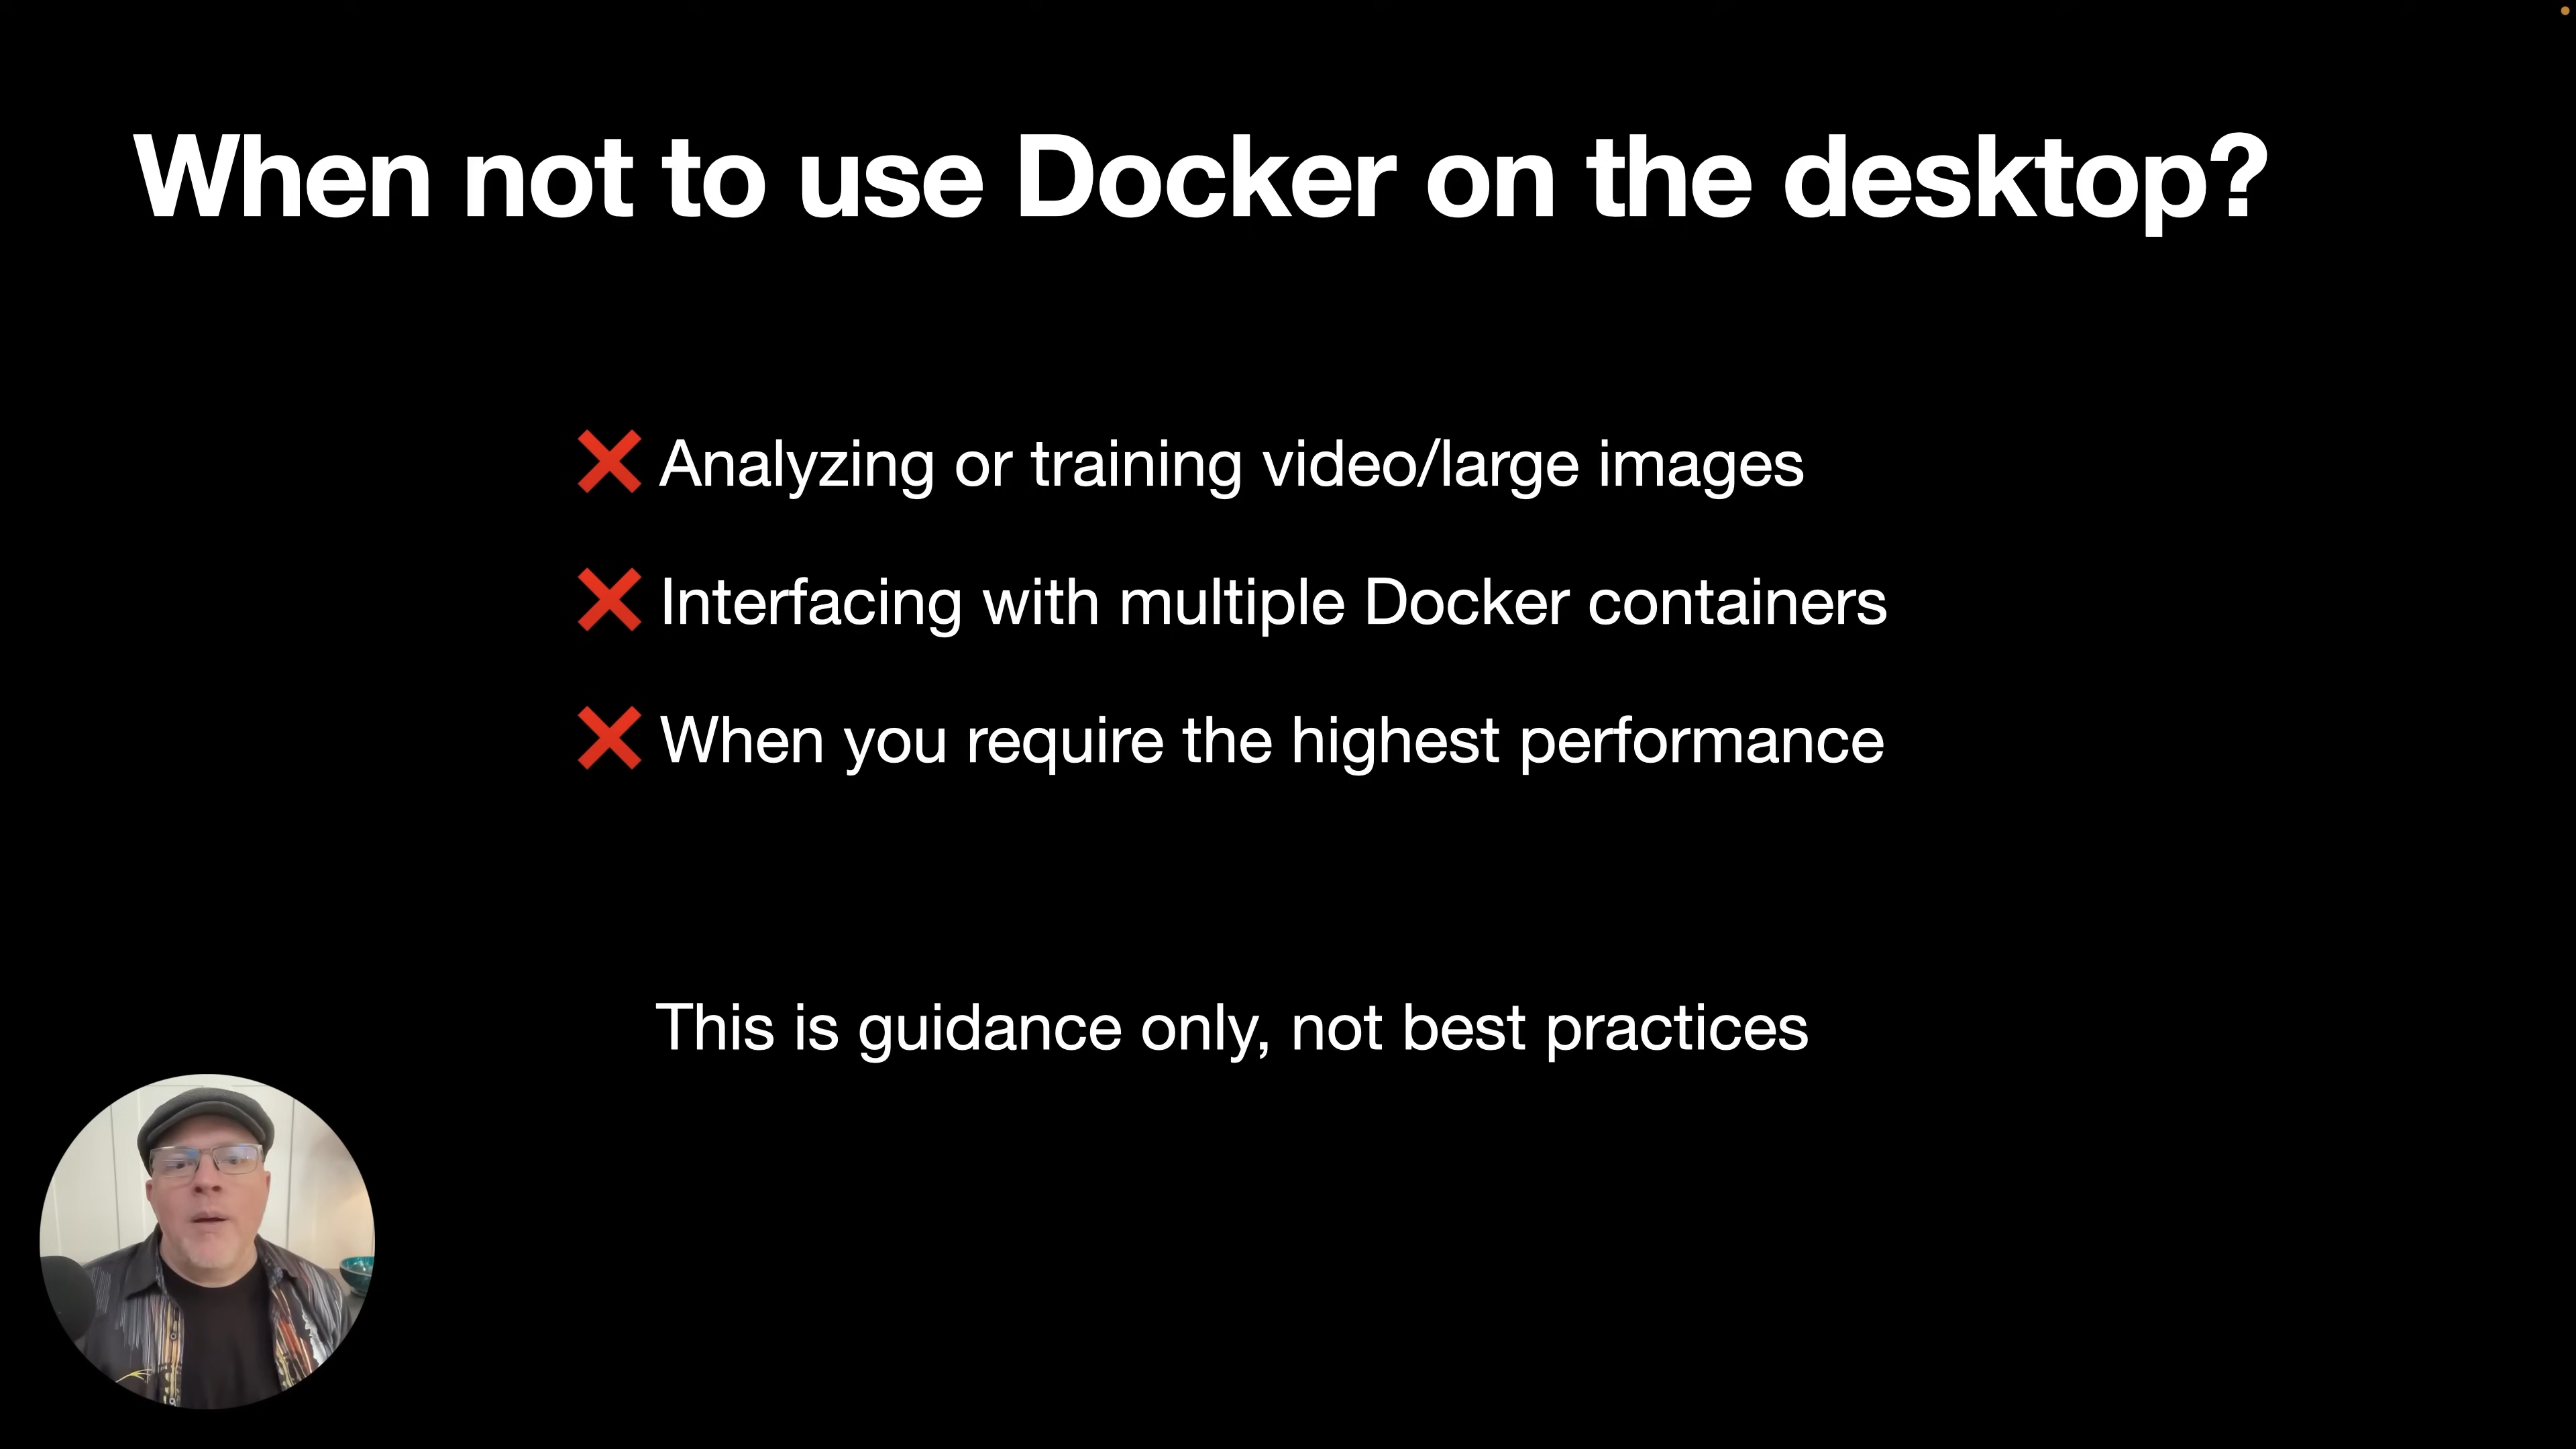 When not to use Docker on the desktop?
❌ Analyzing or training video/large images
❌ Interfacing with multiple Docker containers
❌ When you require the highest performance
This is guidance only, not best practices